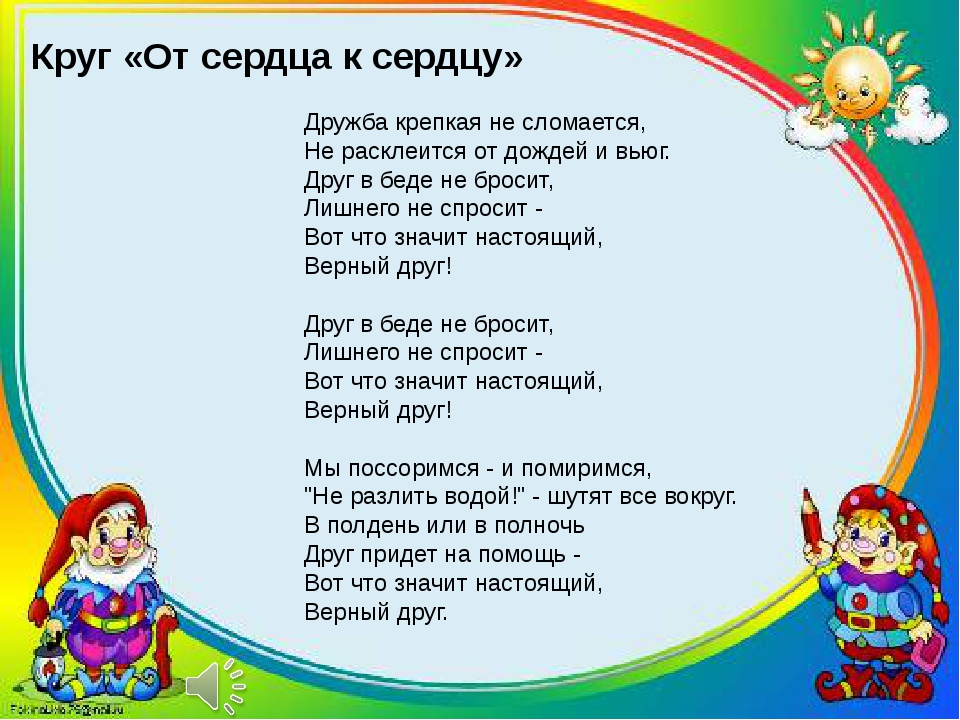 Круг «От сердца к сердцу»
Дружба крепкая не сломается,
Не расклеится от дождей и вьюг.
Друг в беде не бросит,
Лишнего не спросит -
Вот что значит настоящий,
Верный друг!
Друг в беде не бросит,
Лишнего не спросит -
Вот что значит настоящий,
Верный друг!
Мы поссоримся - и помиримся,
"Не разлить водой!" - шутят все вокруг.
В полдень или в полночь
Друг придет на помощь -
Вот что значит настоящий,
Верный друг.